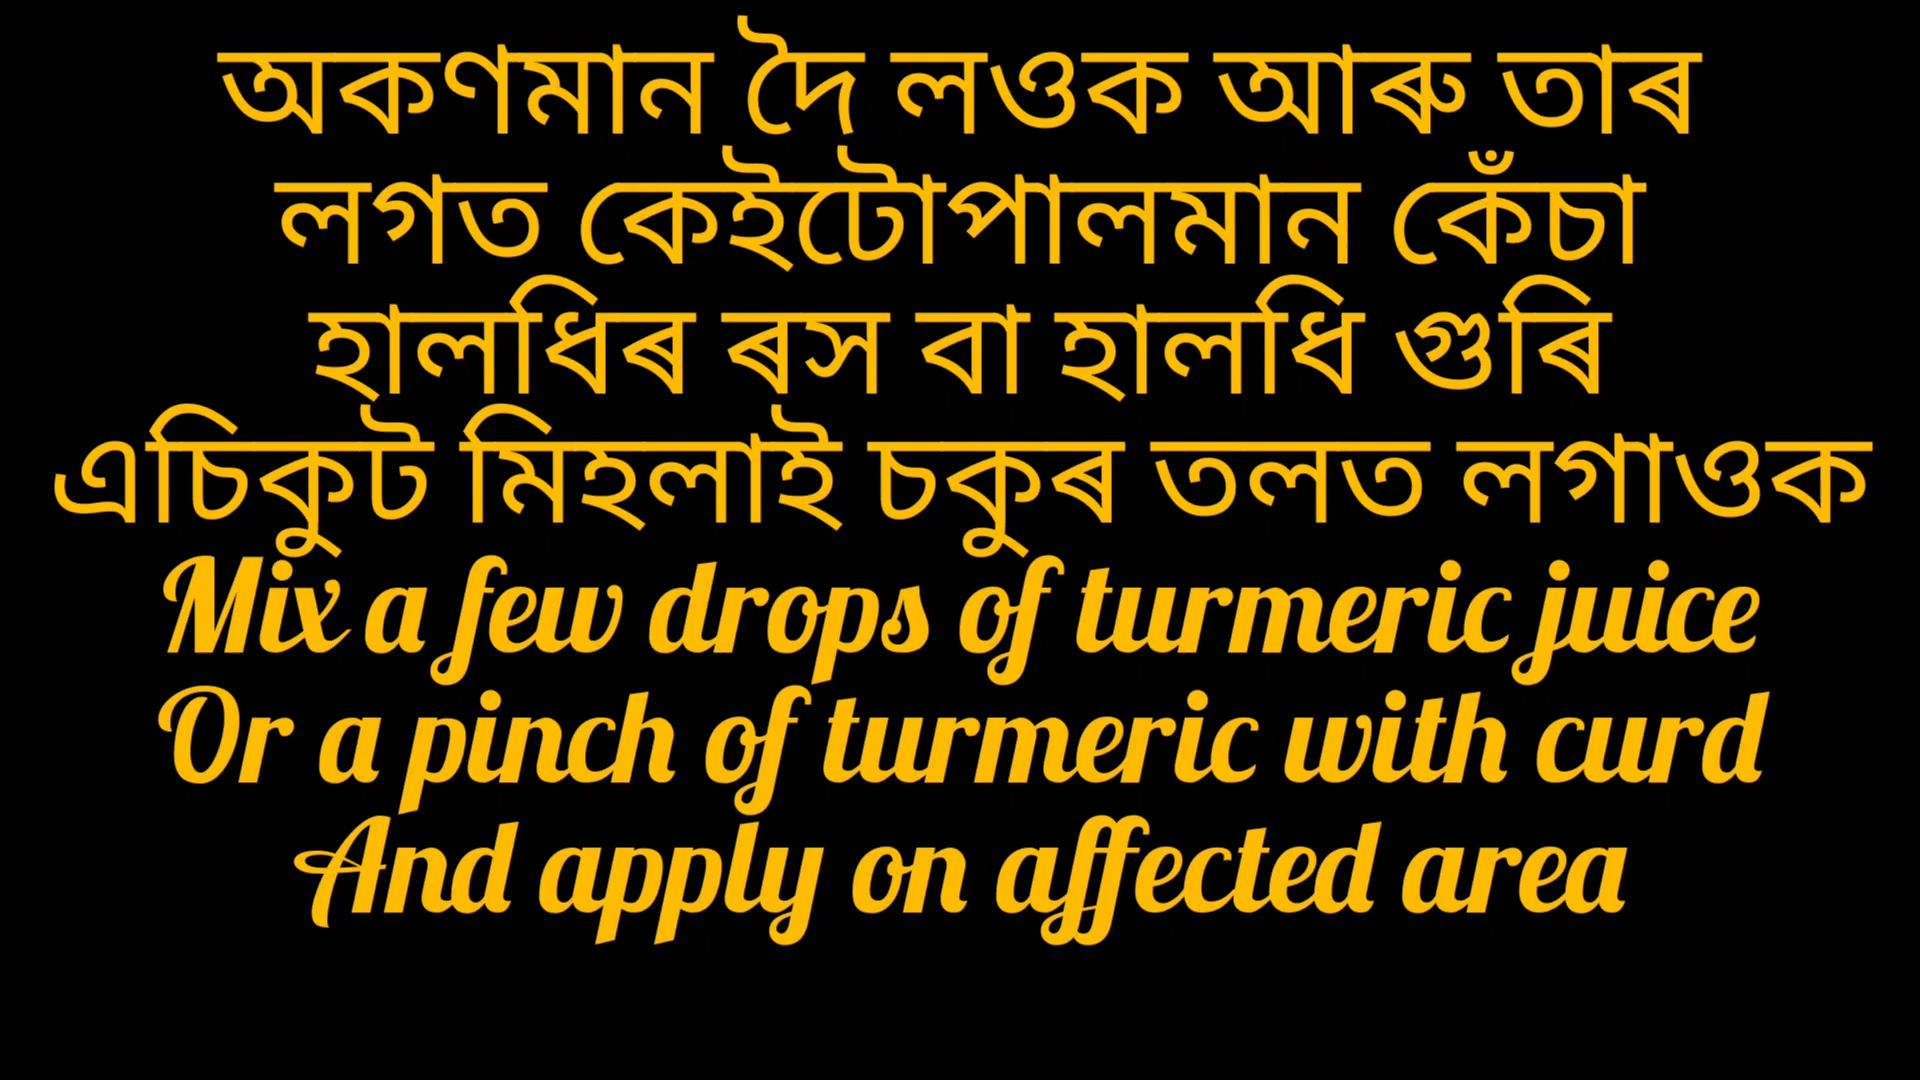 অকণমান দৈ লওক আৰু তাৰ
লগত কেইটোপালমান কেঁচা
হালধিৰ ৰস বা হালধি গুৰি
এচিকুট মিহলাই চকুৰ তলত লগাওক
Mix a few drops of turmeric juice
Or a pinch of turmeric with curd
And apply on affected area